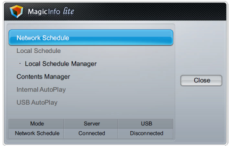 MagicInfo lite
Network Schedule
Local Schedule
· Local Schedule Manager
Contents Manager
Close
Internal AutoPlay
USB AutoPlay
Mode Server USB
Network Schedule Connected Disconnected